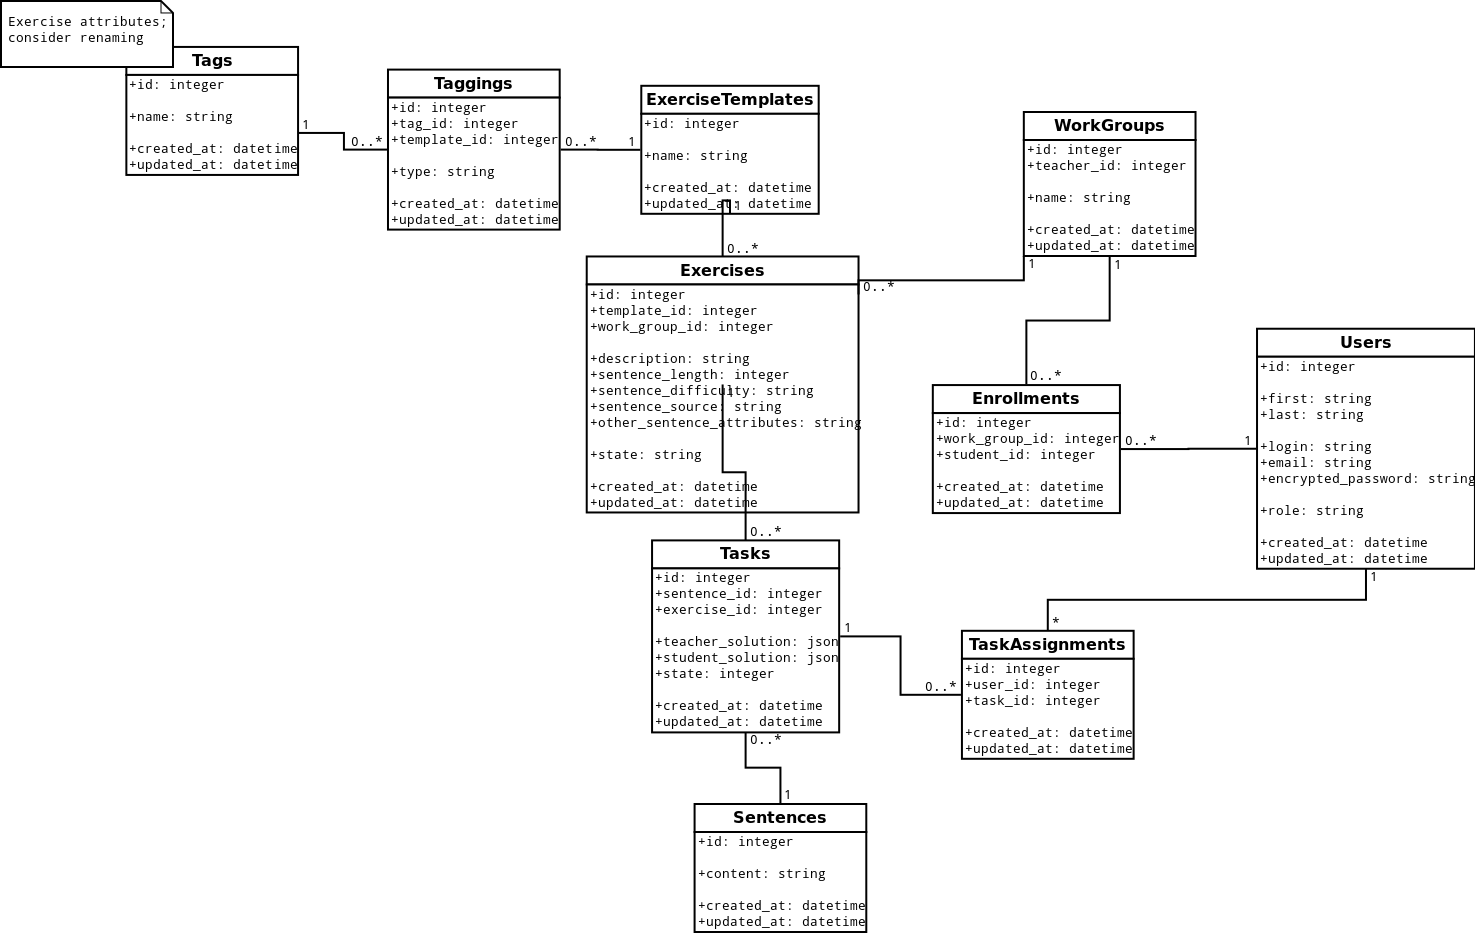 Exercise attributes;
consider renaming
Tags
+id: integer
+name: string
+created_at: datetime
+updated_at: datetime
1
0..*
Taggings
+id: integer
+tag_id: integer
+template_id: integer
+type: string
+created_at: datetime
+updated_at: datetime
0..*
1
ExerciseTemplates
+id: integer
+name: string
+created_at: datetime
+updated_at: datetime
1
0..*
Exercises
+id: integer
+template_id: integer
+work_group_id: integer
+description: string
+sentence_length: integer
+sentence_difficulty: string
+sentence_source: string
+other_sentence_attributes: string
+state: string
+created_at: datetime
+updated_at: datetime
0..*
1
WorkGroups
+id: integer
+teacher_id: integer
+name: string
+created_at: datetime
+updated_at: datetime
1
0..*
Enrollments
+id: integer
+work_group_id: integer
+student_id: integer
+created_at: datetime
+updated_at: datetime
0..*
1
Users
+id: integer
+first: string
+last: string
+login: string
+email: string
+encrypted_password: string
+role: string
+created_at: datetime
+updated_at: datetime
1
*
0..*
Tasks
+id: integer
+sentence_id: integer
+exercise_id: integer
+teacher_solution: json
+student_solution: json
+state: integer
+created_at: datetime
+updated_at: datetime
1
0..*
TaskAssignments
+id: integer
+user_id: integer
+task_id: integer
+created_at: datetime
+updated_at: datetime
0..*
1
Sentences
+id: integer
+content: string
+created_at: datetime
+updated_at: datetime